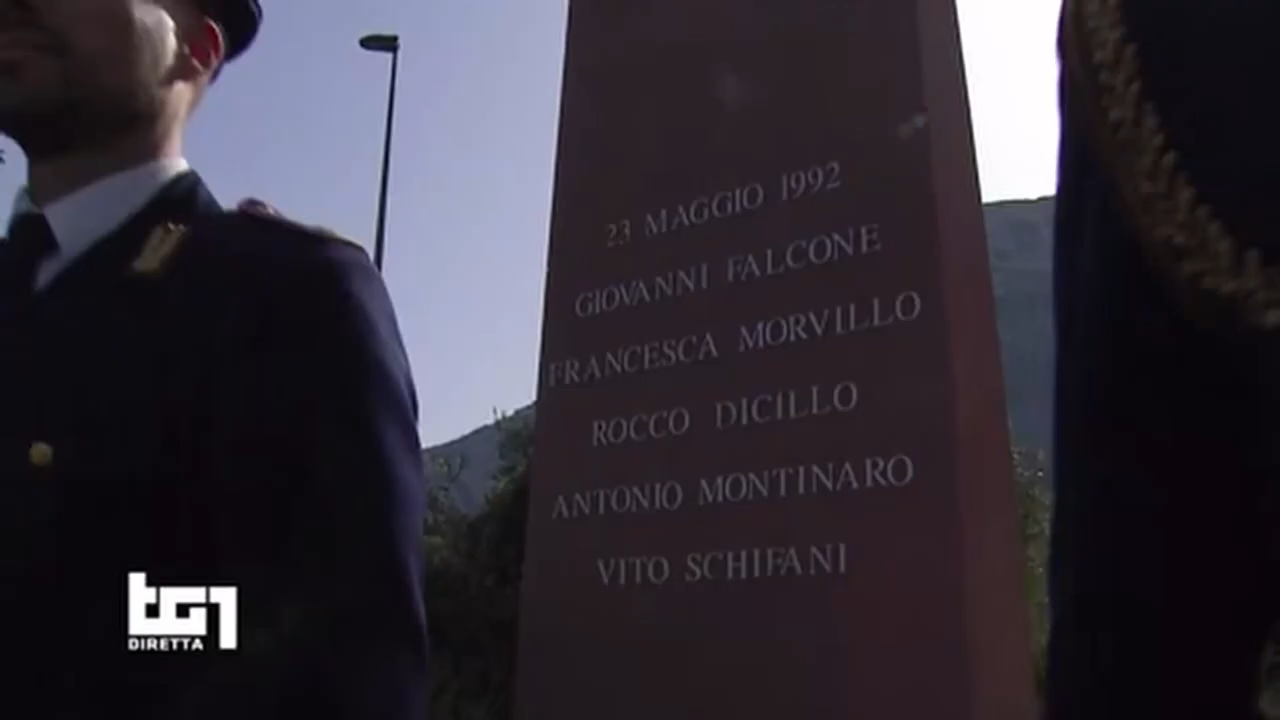 23 MAGGIO 1992
GIOVANNI FALCONE
FRANCESCA MORVILLO
ROCCO DICILLO
ANTONIO MONTINARO
VITO SCHIFANI
tG1
DIRETTA